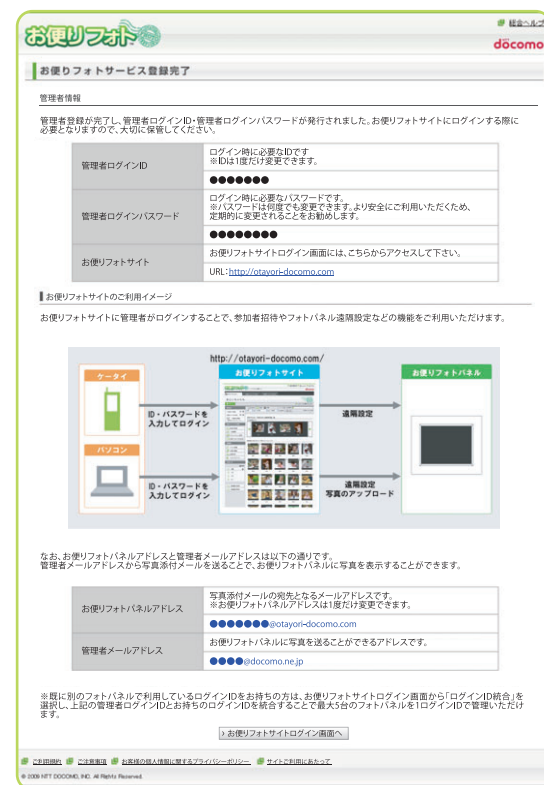 総合ヘルプ
お便りフォト
döcomo
お便りフォトサービス登録完了
管理者情報
管理者登録が完了し、管理者ログインID・管理者ログインパスワードが発行されました。お便りフォトサイトにログインする際に
必要となりますので、大切に保管してください。
管理者ログインID
ログイン時に必要なIDです
※IDは1度だけ変更できます。
●●●●●●●
管理者ログインパスワード
ログイン時に必要なパスワードです。
※パスワードは何度でも変更できます。より安全にご利用いただくため、
定期的に変更されることをお勧めします。
●●●●●●●●
お便りフォトサイト
お便りフォトサイトログイン画面には、こちらからアクセスして下さい。
URL：http://otayori-docomo.com
お便りフォトサイトのご利用イメージ
お便りフォトサイトに管理者がログインすることで、参加者招待やフォトパネル遠隔設定などの機能をご利用いただけます。
http://otayori-docomo.com/
ケータイ
お便りフォトサイト
お便りフォトパネル
ID・パスワードを
入力してログイン
遠隔設定
パソコン
ID・パスワードを
入力してログイン
遠隔設定
写真のアップロード
なお、お便りフォトパネルアドレスと管理者メールアドレスは以下の通りです。
管理者メールアドレスから写真添付メールを送ることで、お便りフォトパネルに写真を表示することができます。
お便りフォトパネルアドレス
写真添付メールの宛先となるメールアドレスです。
※お便りフォトパネルアドレスは1度だけ変更できます。
●●●●●●●@otayori-docomo.com
管理者メールアドレス
お便りフォトパネルに写真を送ることができるアドレスです。
●●●●@docomo.ne.jp
※既に別のフォトパネルで利用しているログインIDをお持ちの方は、お便りフォトサイトログイン画面から「ログインID統合」を
選択し、上記の管理者ログインIDとお持ちのログインIDを統合することで最大5台のフォトパネルを1ログインIDで管理いただけ
ます。
› お便りフォトサイトログイン画面へ
ご利用規約 ご注意事項 お客様の個人情報に関するプライバシーポリシー サイトご利用にあたって
© 2009 NTT DOCOMO, INC. All Rights Reserved.